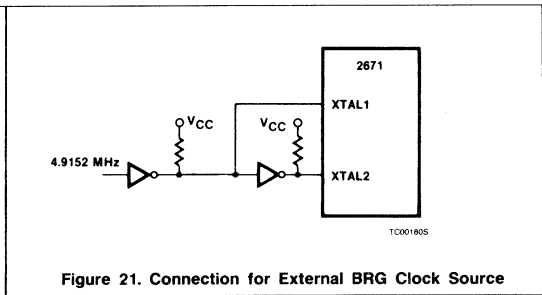 2671
XTAL1
VCC
VCC
4.9152 MHz
XTAL2
TC00180S
Figure 21. Connection for External BRG Clock Source